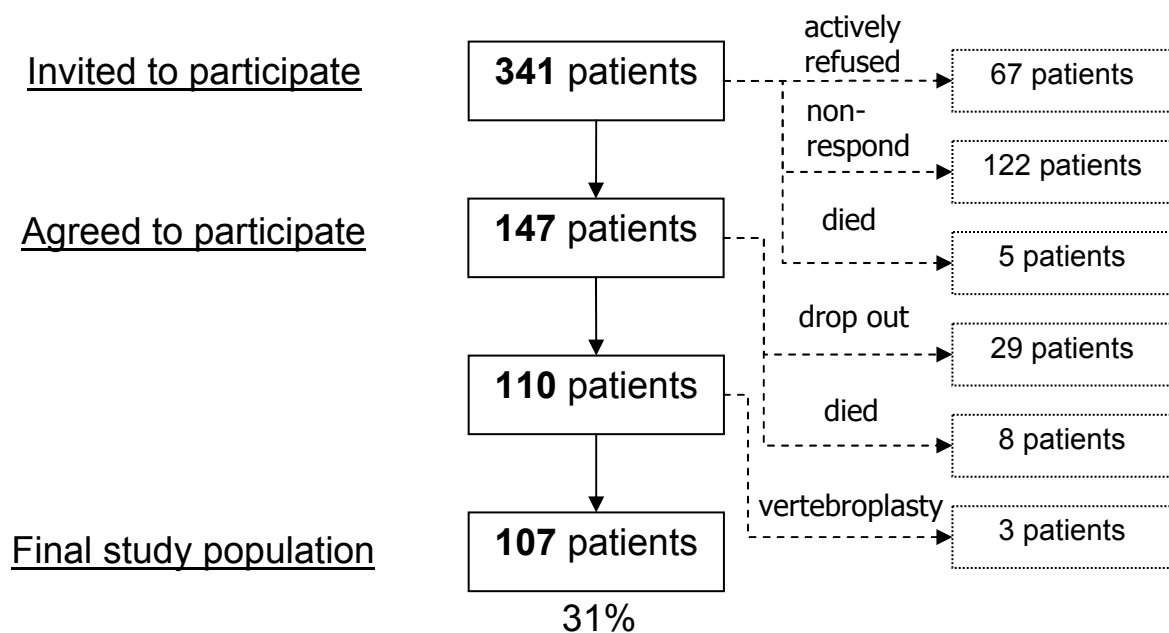 Invited to participate
341 patients
actively
refused
67 patients
non-
respond
122 patients
Agreed to participate
147 patients
died
5 patients
drop out
29 patients
110 patients
died
8 patients
vertebroplasty
3 patients
Final study population
107 patients
31%